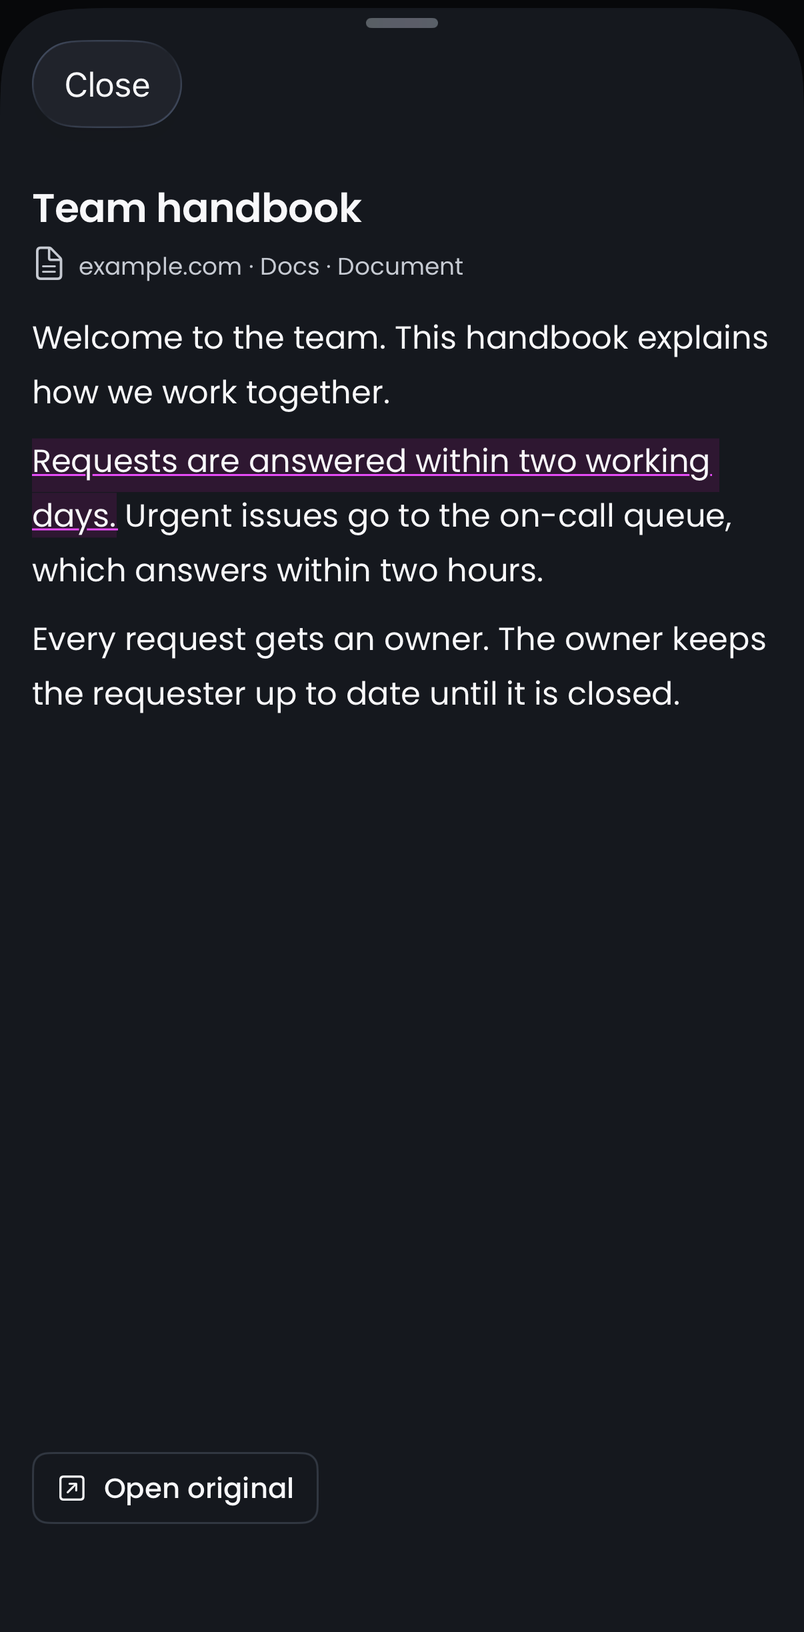 Close
Team handbook
example.com · Docs · Document
Welcome to the team. This handbook explains
how we work together.
Requests are answered within two working
days. Urgent issues go to the on-call queue,
which answers within two hours.
Every request gets an owner. The owner keeps
the requester up to date until it is closed.
Open original